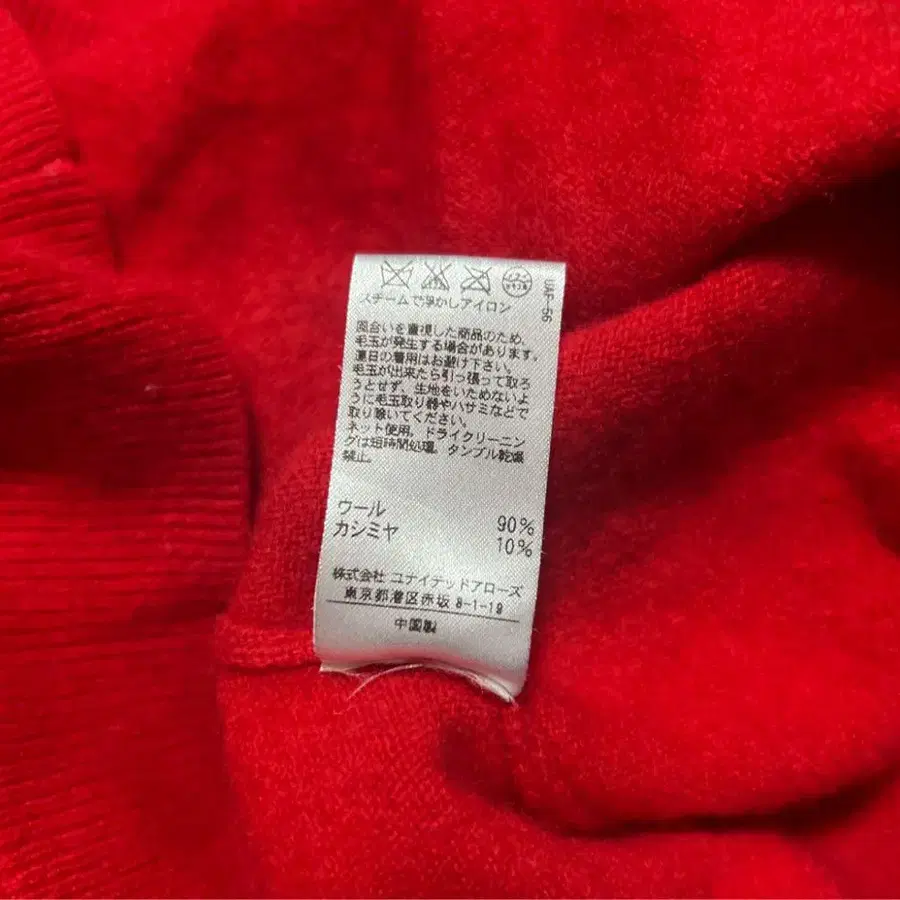 スチームで浮かしアイロン
UAF-56
風合いを重視した商品のため、
毛玉が発生する場合があります。
連日の着用はお避け下さい。
毛玉が出来たら引っ張って取ろ
うとせず、生地をいためないよ
うに毛玉取り器やハサミなどで
取り除いてください。
ネット使用。ドライクリーニン
グは短時間処理。タンブル乾燥
禁止。
ウール 90%
カシミヤ 10%
株式会社 ユナイテッドアローズ
東京都港区赤坂 8-1-19
中国製